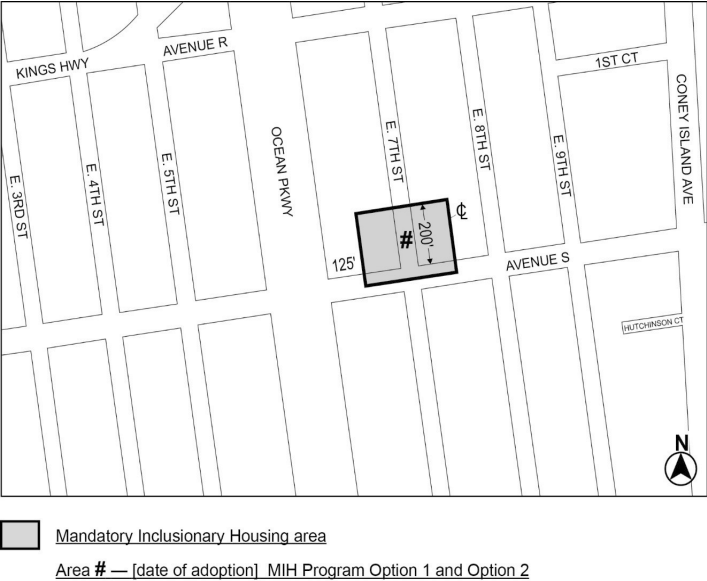 AVENUE R
KINGS HWY
1ST CT
CONEY ISLAND AVE
OCEAN PKWY
E. 7TH ST
E. 8TH ST
E. 9TH ST
E. 5TH ST
E. 4TH ST
E. 3RD ST
℄
#
200'
125'
AVENUE S
HUTCHINSON CT
N
Mandatory Inclusionary Housing area
Area # — [date of adoption] MIH Program Option 1 and Option 2